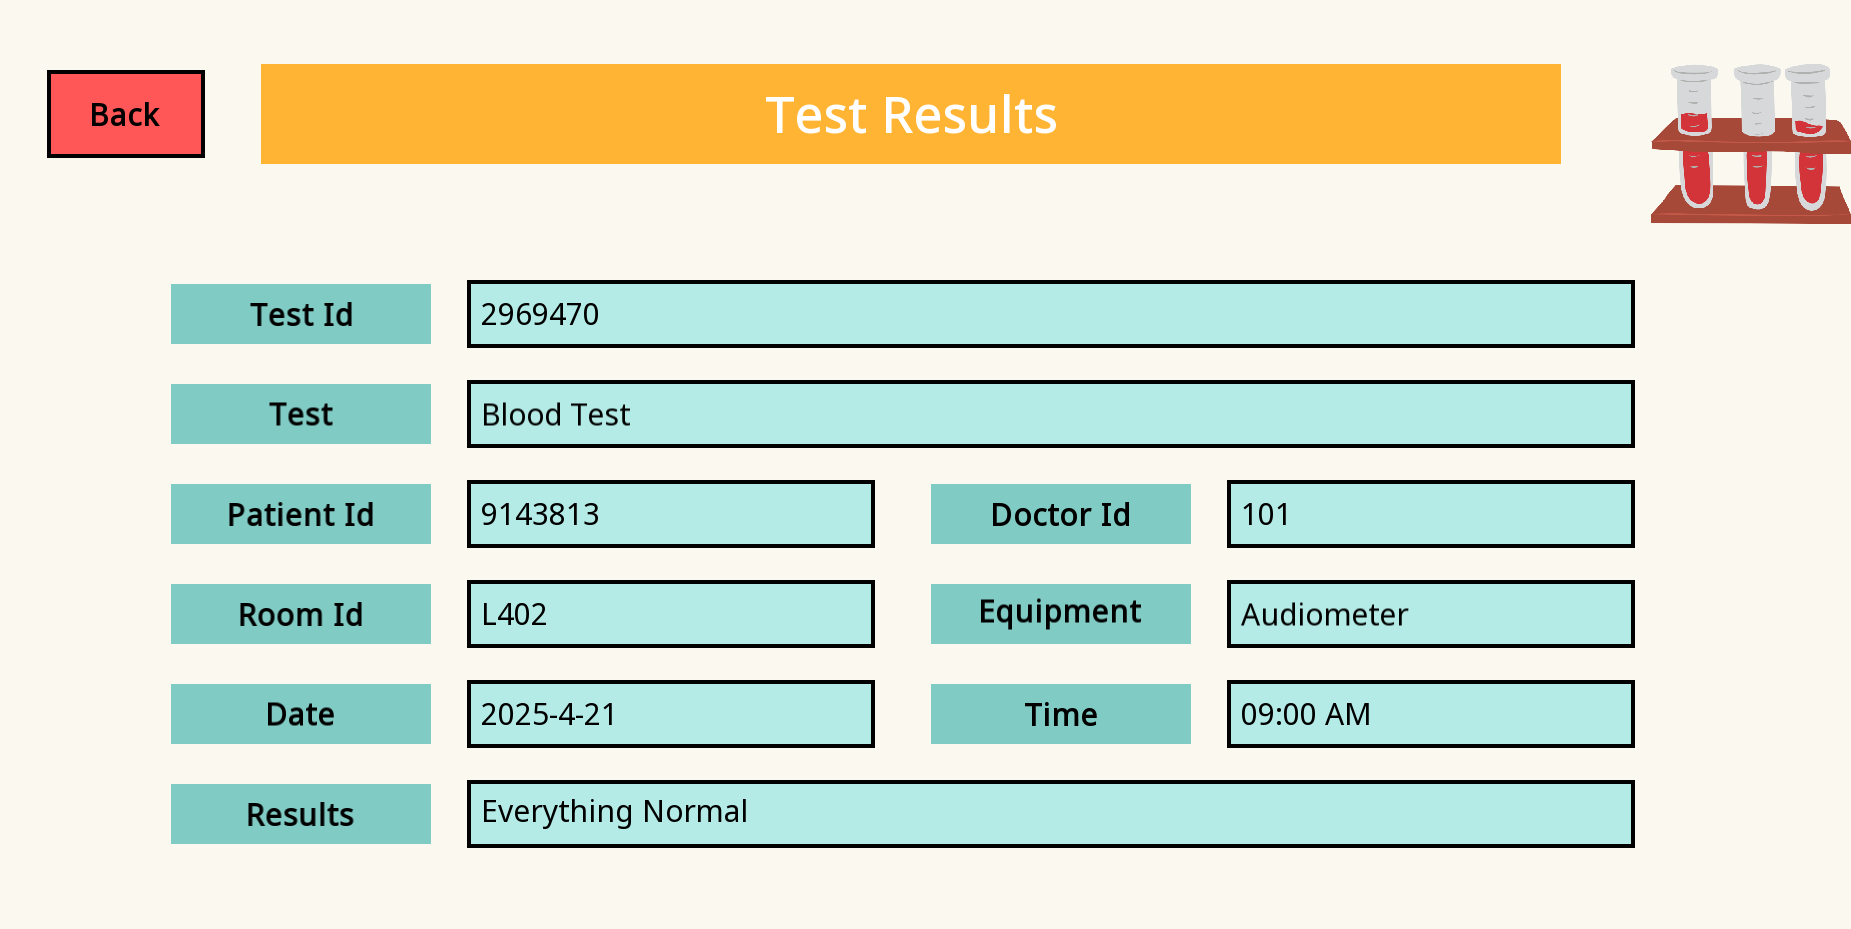 Back
Test Results
Test Id
2969470
Test
Blood Test
Patient Id
9143813
Doctor Id
101
Room Id
L402
Equipment
Audiometer
Date
2025-4-21
Time
09:00 AM
Results
Everything Normal